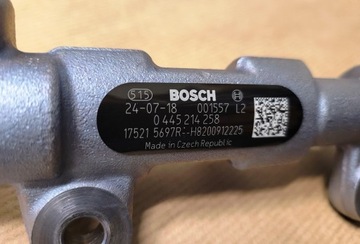 515 BOSCH
24-07-18 001557 L2
0 445 214 258
17521 5697R--H8200912225
Made in Czech Republic